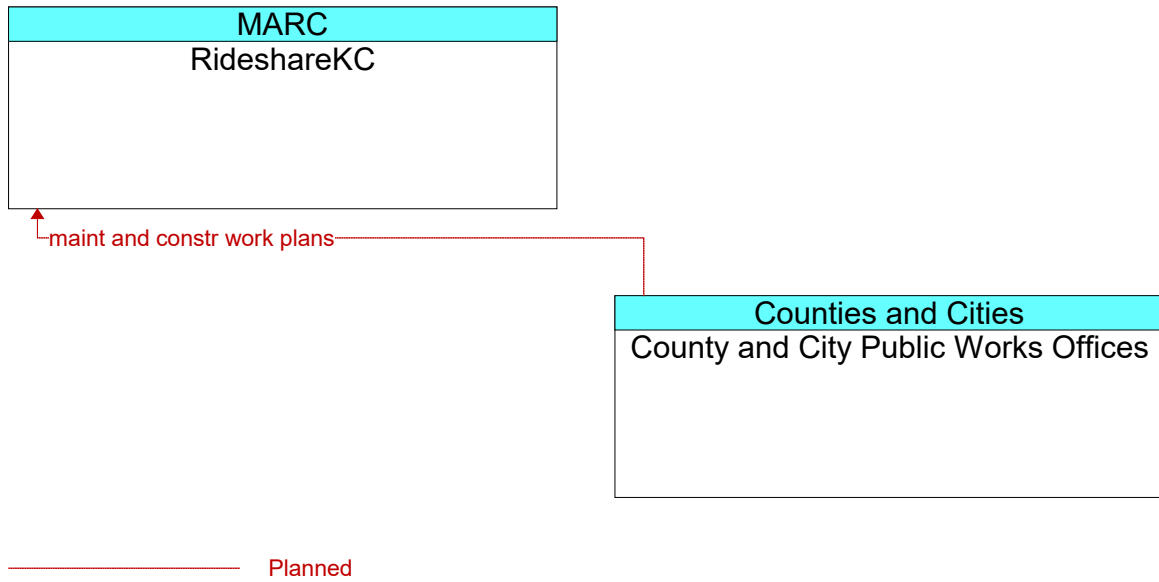 MARC
RideshareKC
maint and constr work plans
Counties and Cities
County and City Public Works Offices
Planned